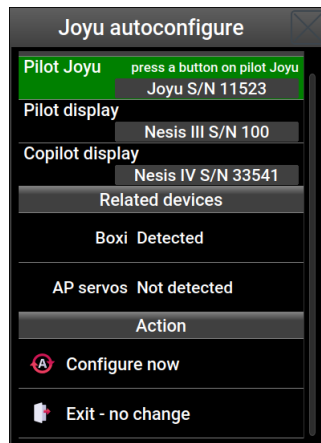 Joyu autoconfigure
Pilot Joyu press a button on pilot Joyu
Joyu S/N 11523
Pilot display
Nesis III S/N 100
Copilot display
Nesis IV S/N 33541
Related devices
Boxi Detected
AP servos Not detected
Action
A Configure now
Exit - no change